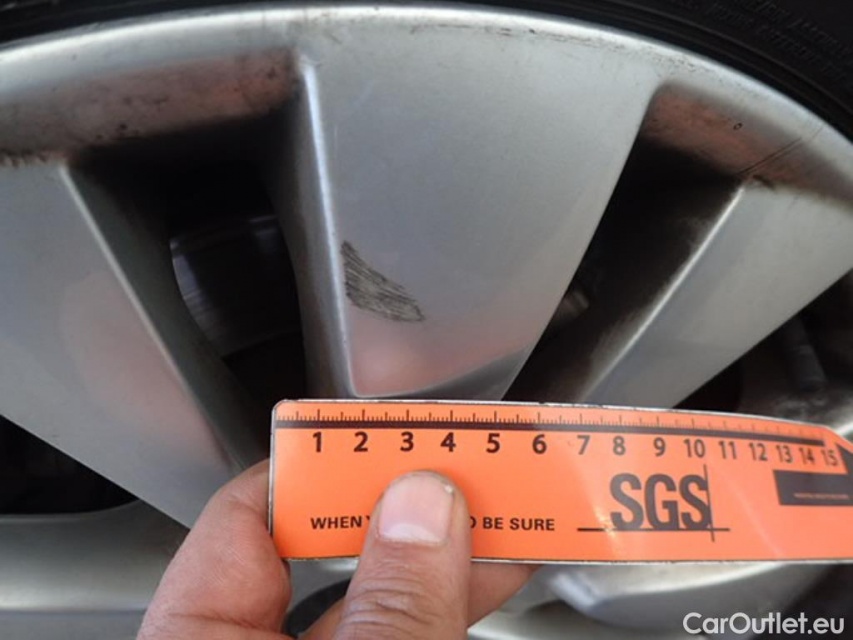 1 2 3 4 5 6 7 8 9 10 11 12 13 14 15
SGS
WHEN BE SURE
CarOutlet.eu